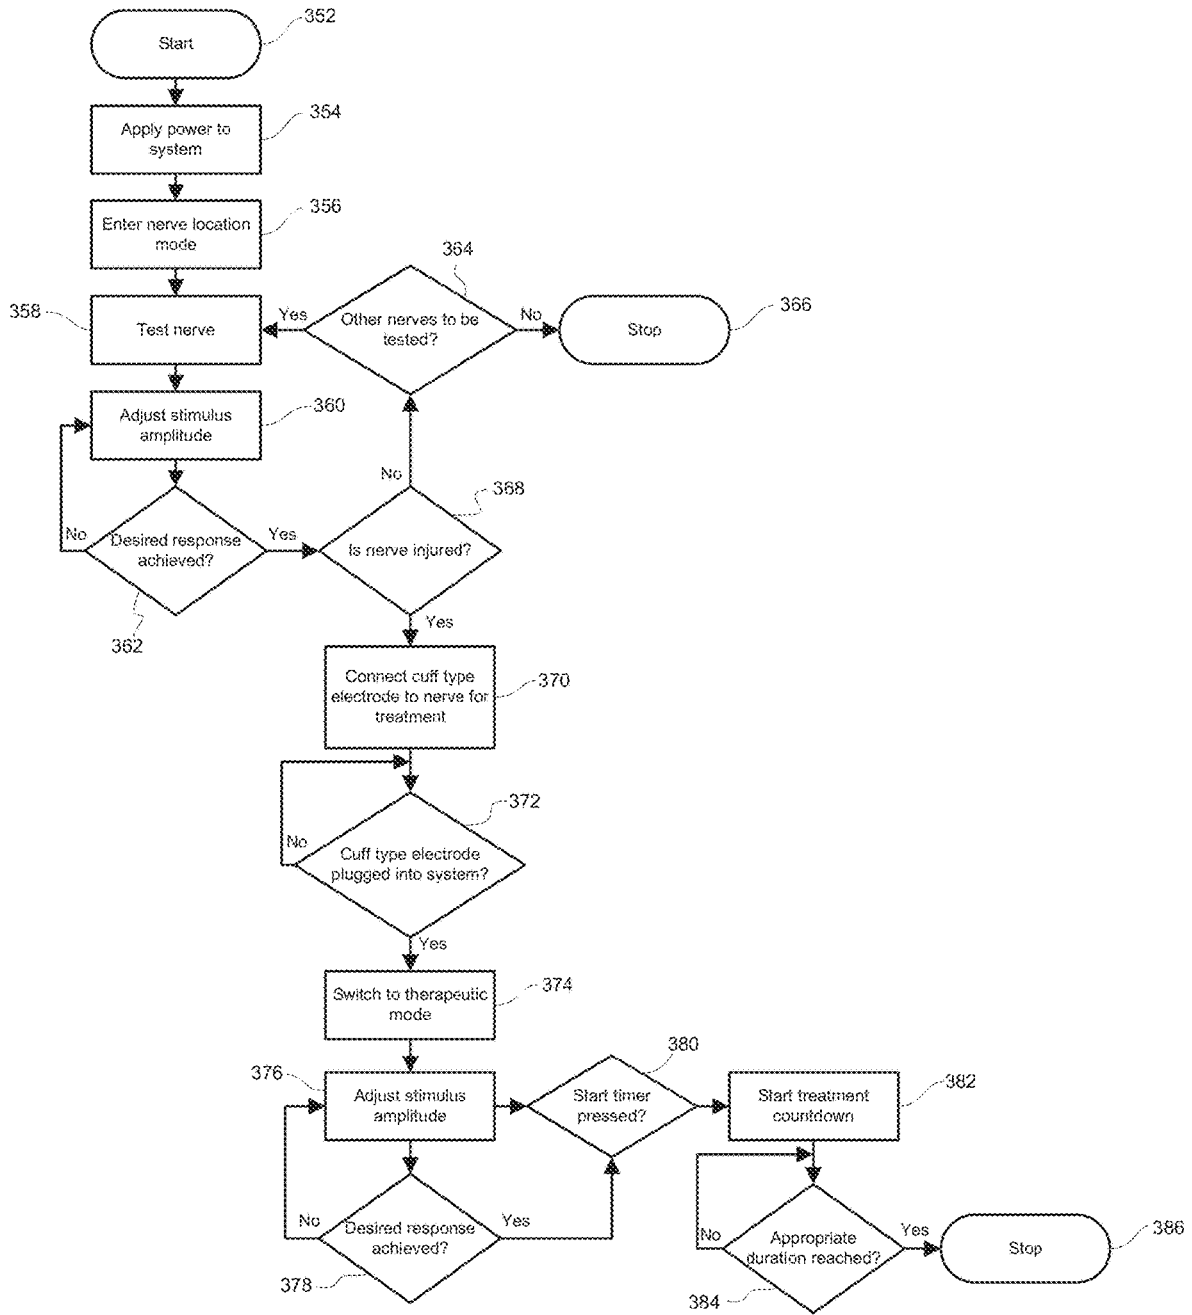 Start
352
Apply power to
system
354
Enter nerve location
mode
356
Test nerve
358
Yes
Other nerves to be
tested?
364
No
Stop
366
Adjust stimulus
amplitude
360
No
Desired response
achieved?
362
Yes
No
Is nerve injured?
368
Yes
Connect cuff type
electrode to nerve for
treatment
370
No
Cuff type electrode
plugged into system?
372
Yes
Switch to therapeutic
mode
374
376
Adjust stimulus
amplitude
No
Desired response
achieved?
378
Yes
Start timer
pressed?
380
Start treatment
countdown
382
No
Appropriate
duration reached?
384
Yes
Stop
386